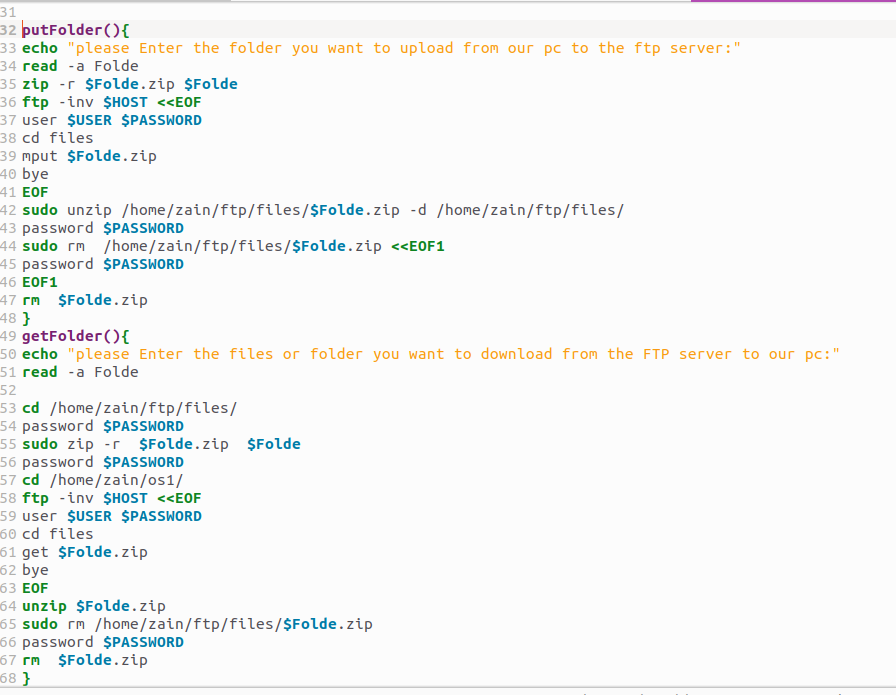 31
32 putFolder(){
33 echo "please Enter the folder you want to upload from our pc to the ftp server:"
34 read -a Folde
35 zip -r $Folde.zip $Folde
36 ftp -inv $HOST <<EOF
37 user $USER $PASSWORD
38 cd files
39 mput $Folde.zip
40 bye
41 EOF
42 sudo unzip /home/zain/ftp/files/$Folde.zip -d /home/zain/ftp/files/
43 password $PASSWORD
44 sudo rm  /home/zain/ftp/files/$Folde.zip <<EOF1
45 password $PASSWORD
46 EOF1
47 rm  $Folde.zip
48 }
49 getFolder(){
50 echo "please Enter the files or folder you want to download from the FTP server to our pc:"
51 read -a Folde
52
53 cd /home/zain/ftp/files/
54 password $PASSWORD
55 sudo zip -r  $Folde.zip  $Folde
56 password $PASSWORD
57 cd /home/zain/os1/
58 ftp -inv $HOST <<EOF
59 user $USER $PASSWORD
60 cd files
61 get $Folde.zip
62 bye
63 EOF
64 unzip $Folde.zip
65 sudo rm /home/zain/ftp/files/$Folde.zip
66 password $PASSWORD
67 rm  $Folde.zip
68 }